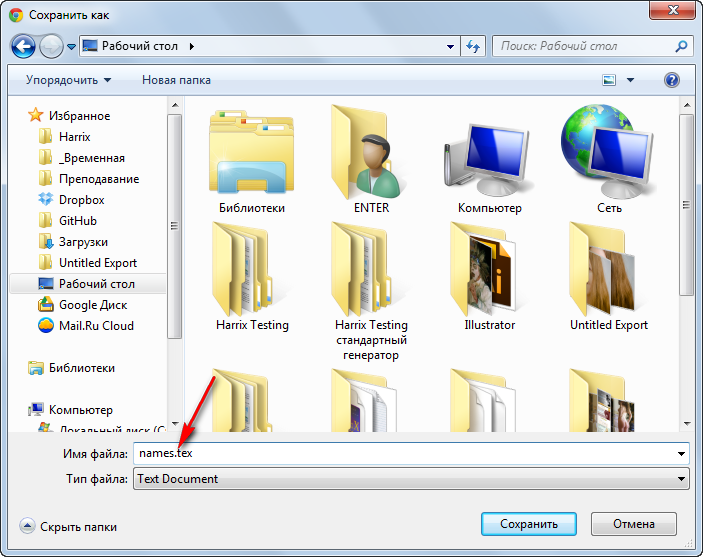 Сохранить как
Рабочий стол
Поиск: Рабочий стол
Упорядочить
Новая папка
Избранное
Harrix
_Временная
Преподавание
Dropbox
GitHub
Загрузки
Untitled Export
Рабочий стол
Google Диск
Mail.Ru Cloud
Библиотеки
Компьютер
Локальный диск (C
Библиотеки
ENTER
Компьютер
Сеть
Harrix Testing
Harrix Testing
стандартный
генератор
Illustrator
Untitled Export
Имя файла: names.tex
Тип файла: Text Document
Скрыть папки
Сохранить
Отмена